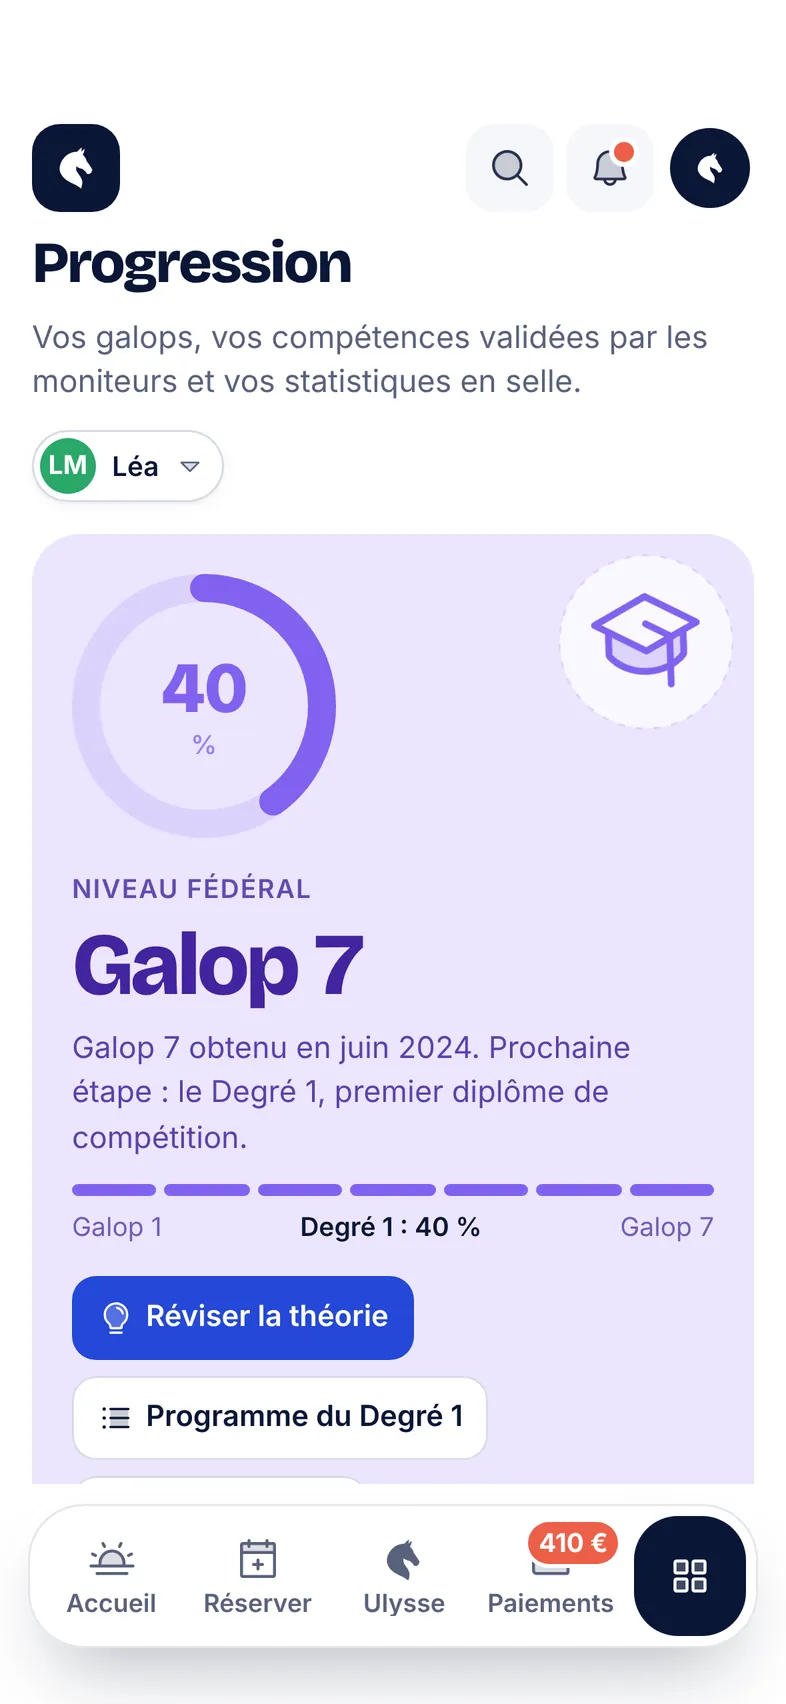 Progression
Vos galops, vos compétences validées par les
moniteurs et vos statistiques en selle.
LM Léa
40
%
NIVEAU FÉDÉRAL
Galop 7
Galop 7 obtenu en juin 2024. Prochaine
étape : le Degré 1, premier diplôme de
compétition.
Galop 1 Degré 1 : 40 % Galop 7
Réviser la théorie
Programme du Degré 1
410 €
Accueil Réserver Ulysse Paiements